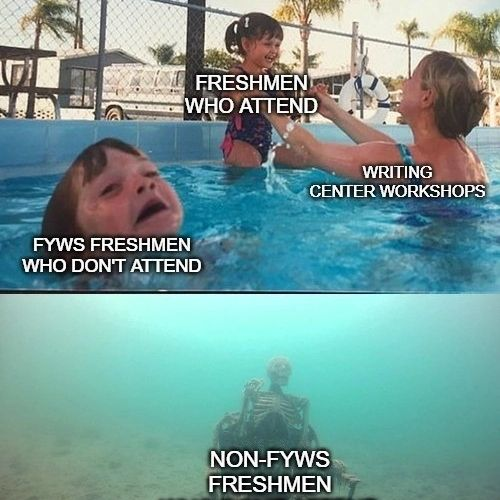 FRESHMEN
WHO ATTEND
WRITING
CENTER WORKSHOPS
FYWS FRESHMEN
WHO DON'T ATTEND
NON-FYWS
FRESHMEN